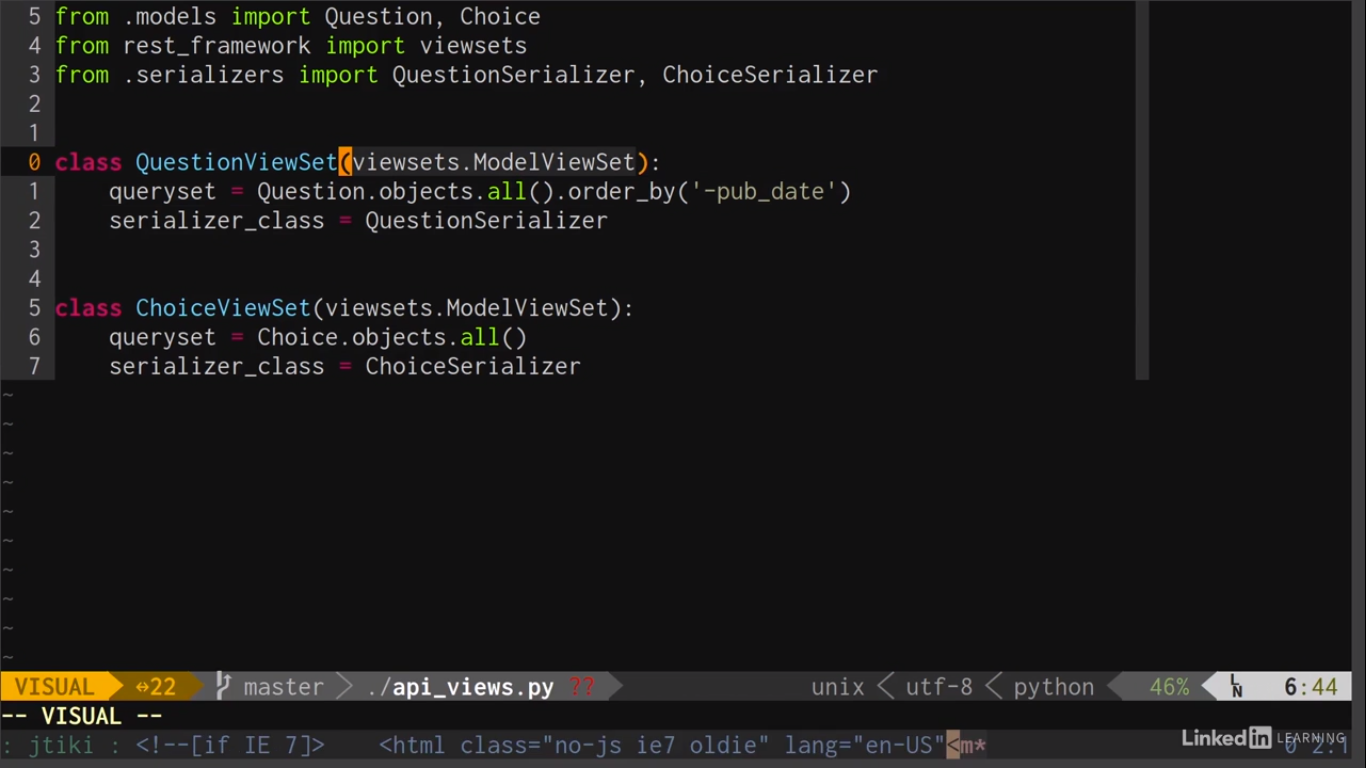 5 from .models import Question, Choice
4 from rest_framework import viewsets
3 from .serializers import QuestionSerializer, ChoiceSerializer
2
1
0 class QuestionViewSet(viewsets.ModelViewSet):
1     queryset = Question.objects.all().order_by('-pub_date')
2     serializer_class = QuestionSerializer
3
4
5 class ChoiceViewSet(viewsets.ModelViewSet):
6     queryset = Choice.objects.all()
7     serializer_class = ChoiceSerializer
~
~
~
~
~
~
~
~
~
~
VISUAL ↔22 master ./api_views.py ?? unix utf-8 python 46% LN 6:44
-- VISUAL --
: jtiki : <!--[if IE 7]>    <html class="no-js ie7 oldie" lang="en-US"<m* 0 2:1
LinkedIn LEARNING